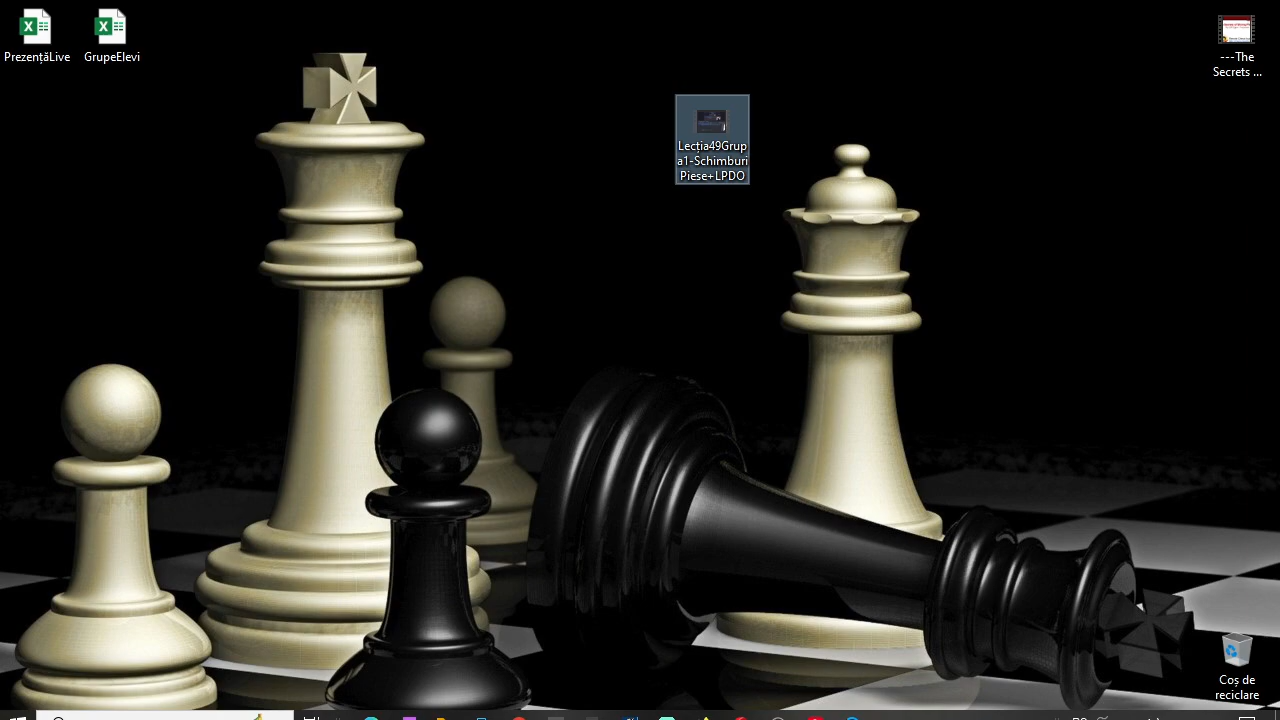 PrezențăLive
GrupeElevi
---The
Secrets ...
Lecția49Grup
a1-Schimburi
Piese+LPDO
Coș de
reciclare